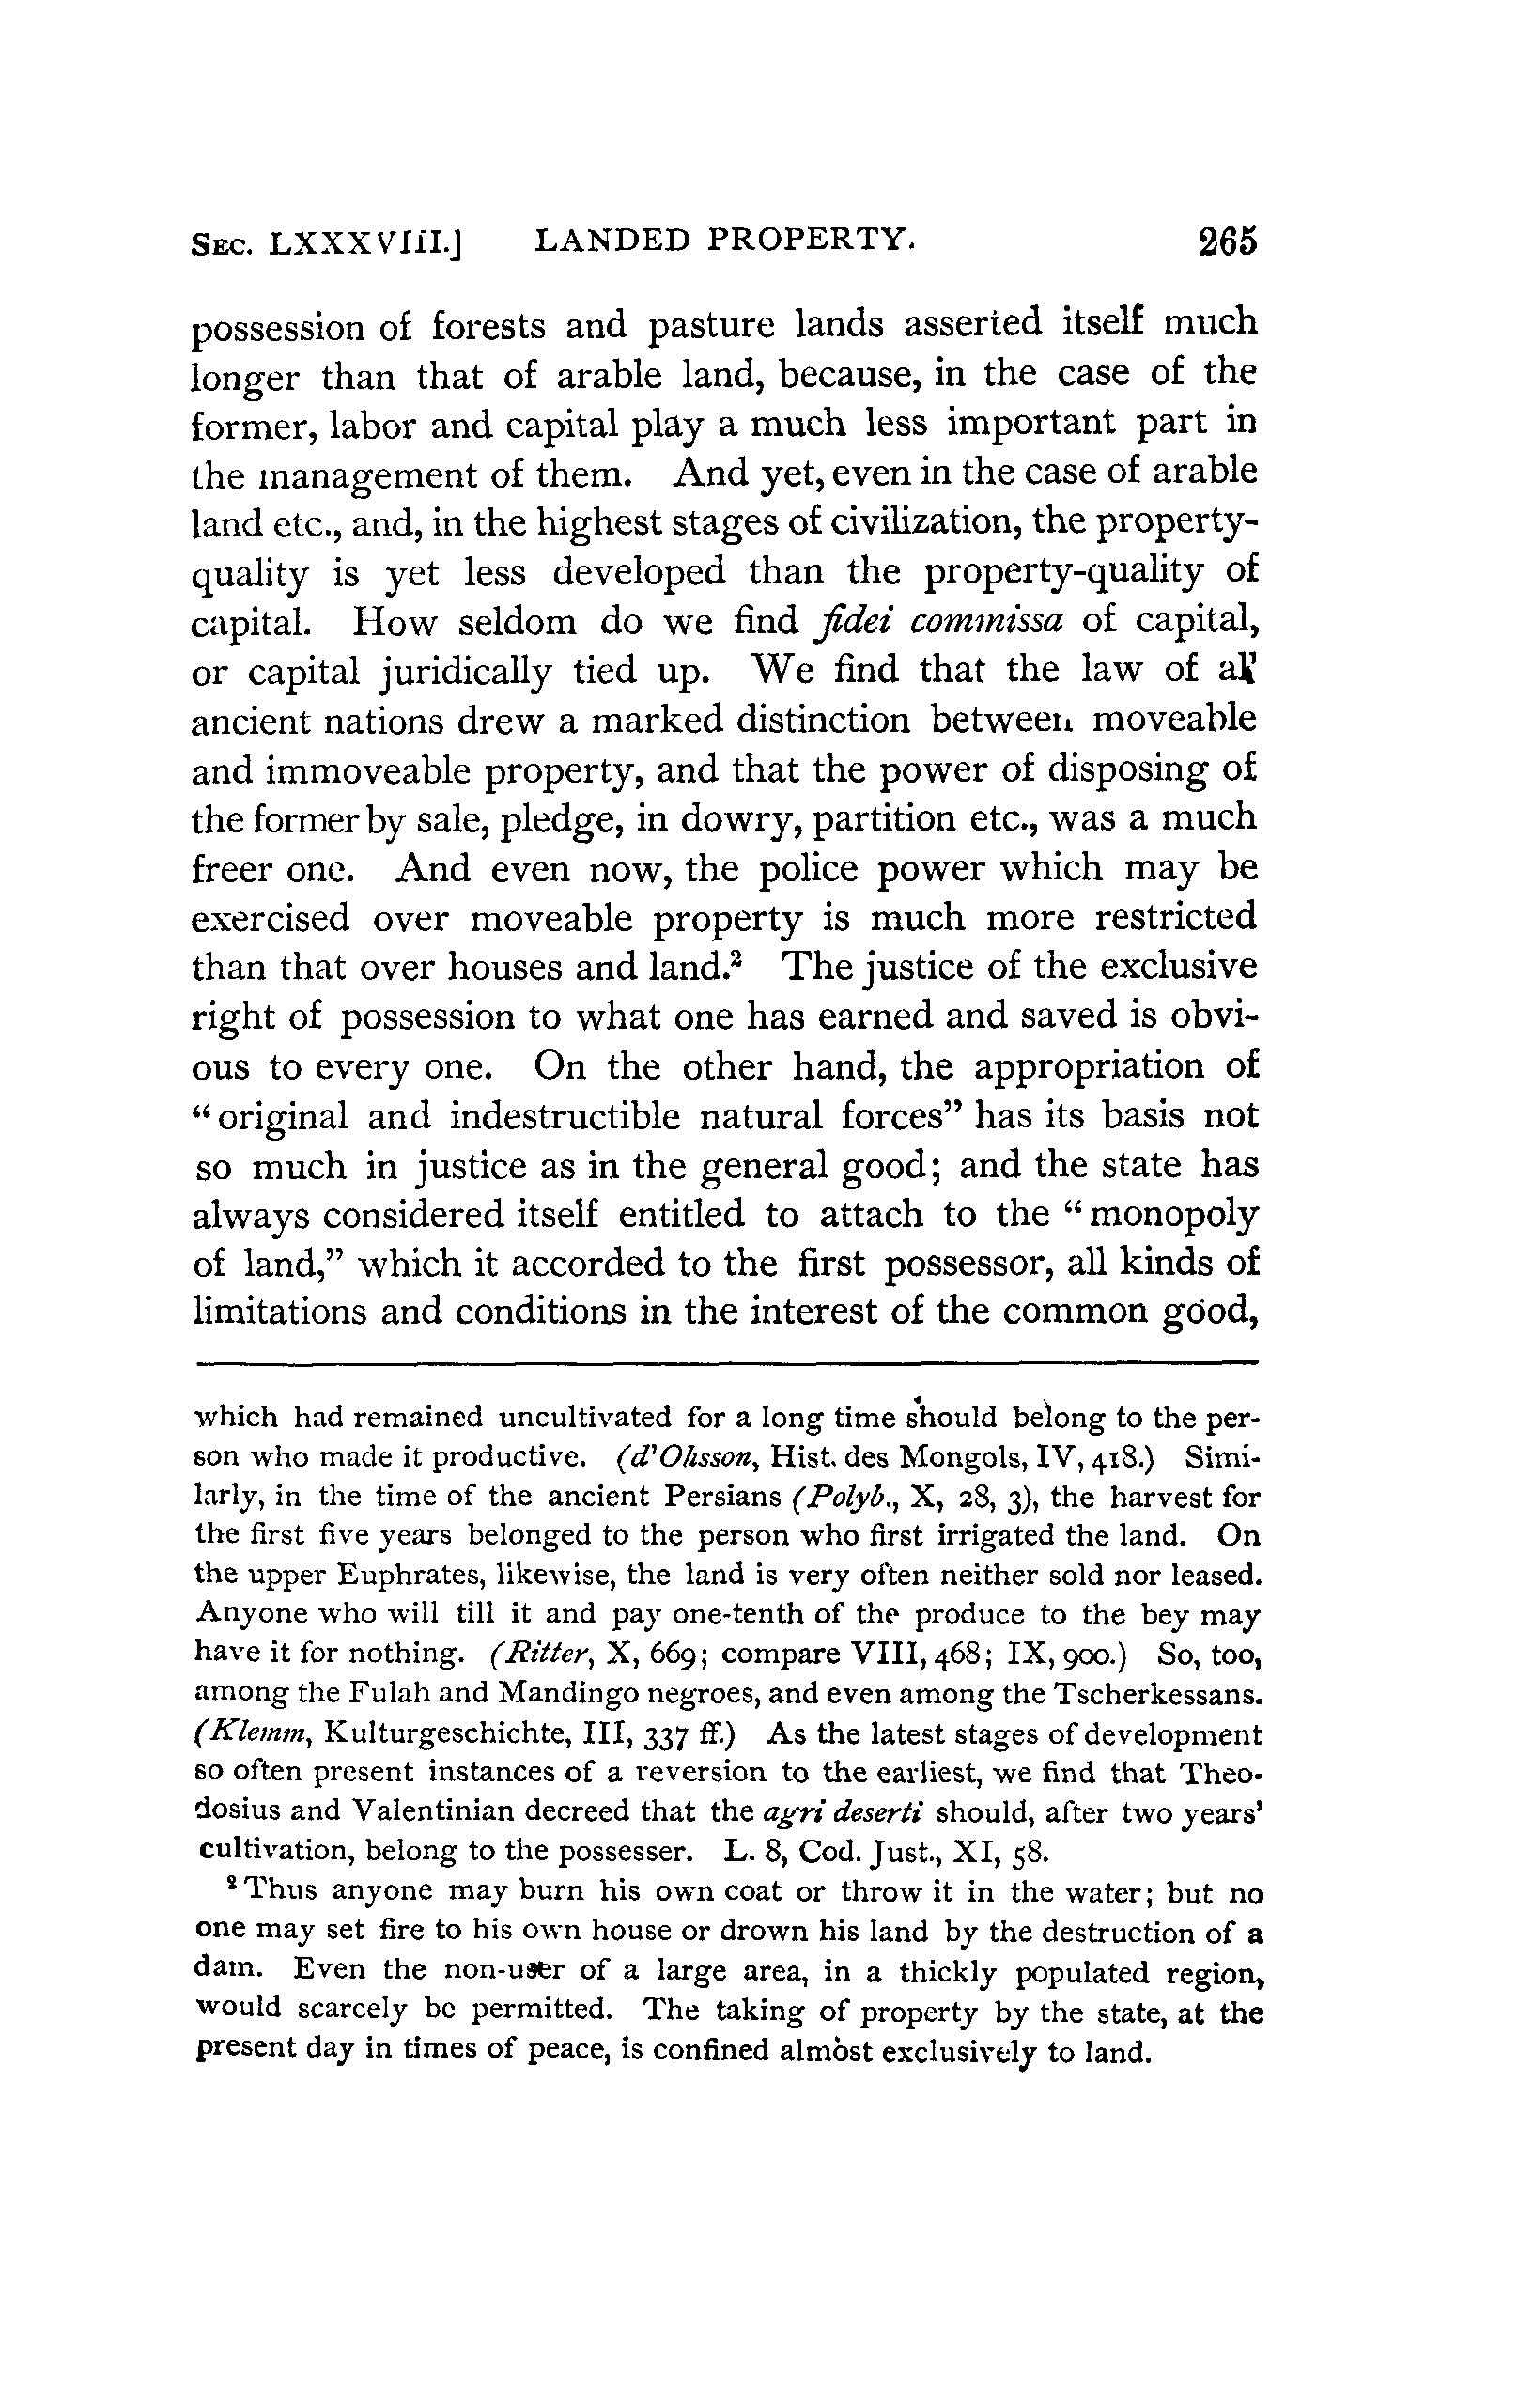 SEC. LXXXVIII.] LANDED PROPERTY. 265
possession of forests and pasture lands asserted itself much
longer than that of arable land, because, in the case of the
former, labor and capital play a much less important part in
the management of them. And yet, even in the case of arable
land etc., and, in the highest stages of civilization, the property-
quality is yet less developed than the property-quality of
capital. How seldom do we find fidei commissa of capital,
or capital juridically tied up. We find that the law of all
ancient nations drew a marked distinction between moveable
and immoveable property, and that the power of disposing of
the former by sale, pledge, in dowry, partition etc., was a much
freer one. And even now, the police power which may be
exercised over moveable property is much more restricted
than that over houses and land.² The justice of the exclusive
right of possession to what one has earned and saved is obvi-
ous to every one. On the other hand, the appropriation of
“original and indestructible natural forces” has its basis not
so much in justice as in the general good; and the state has
always considered itself entitled to attach to the “monopoly
of land,” which it accorded to the first possessor, all kinds of
limitations and conditions in the interest of the common good,
which had remained uncultivated for a long time should belong to the per-
son who made it productive. (d'Ohsson, Hist. des Mongols, IV, 418.) Simi-
larly, in the time of the ancient Persians (Polyb., X, 28, 3), the harvest for
the first five years belonged to the person who first irrigated the land. On
the upper Euphrates, likewise, the land is very often neither sold nor leased.
Anyone who will till it and pay one-tenth of the produce to the bey may
have it for nothing. (Ritter, X, 669; compare VIII, 468; IX, 900.) So, too,
among the Fulah and Mandingo negroes, and even among the Tscherkessans.
(Klemm, Kulturgeschichte, III, 337 ff.) As the latest stages of development
so often present instances of a reversion to the earliest, we find that Theo-
dosius and Valentinian decreed that the agri deserti should, after two years’
cultivation, belong to the possesser. L. 8, Cod. Just., XI, 58.
² Thus anyone may burn his own coat or throw it in the water; but no
one may set fire to his own house or drown his land by the destruction of a
dam. Even the non-user of a large area, in a thickly populated region,
would scarcely be permitted. The taking of property by the state, at the
present day in times of peace, is confined almost exclusively to land.